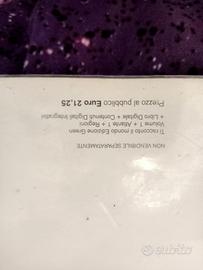 NON VENDIBILE SEPARATAMENTE
Ti racconto il mondo Edizione Green
Volume 1 + Atlante 1 + Regioni
+ Libro Digitale + Contenuti Digitali Integrativi
Prezzo al pubblico Euro 21,25
SUBITO